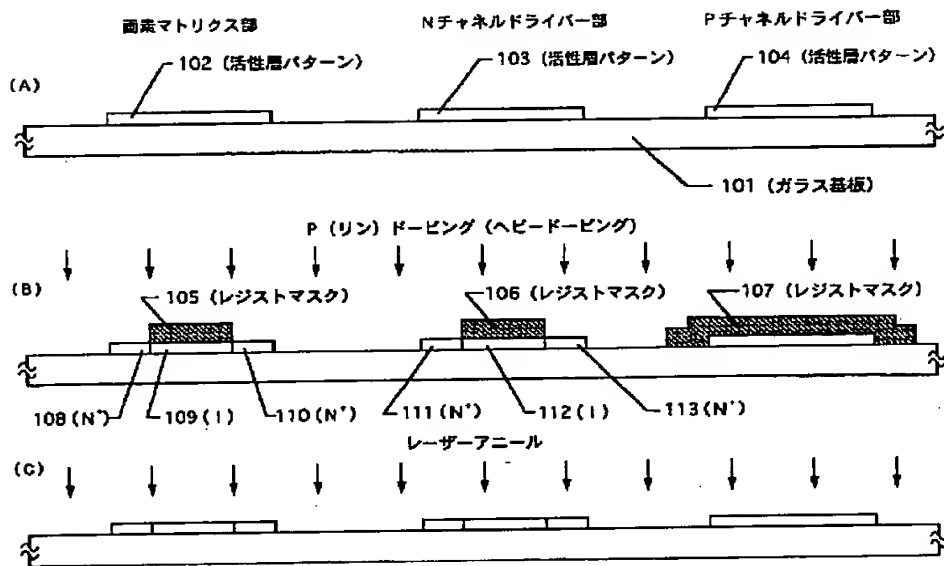 画素マトリクス部 Nチャネルドライバー部 Pチャネルドライバー部
102 (活性層パターン) 103 (活性層パターン) 104 (活性層パターン)
(A)
101 (ガラス基板)
P (リン) ドーピング (ヘビードーピング)
(B)
105 (レジストマスク) 106 (レジストマスク) 107 (レジストマスク)
108 (N⁺) 109 (I) 110 (N⁺) 111 (N⁺) 112 (I) 113 (N⁺)
レーザーアニール
(C)